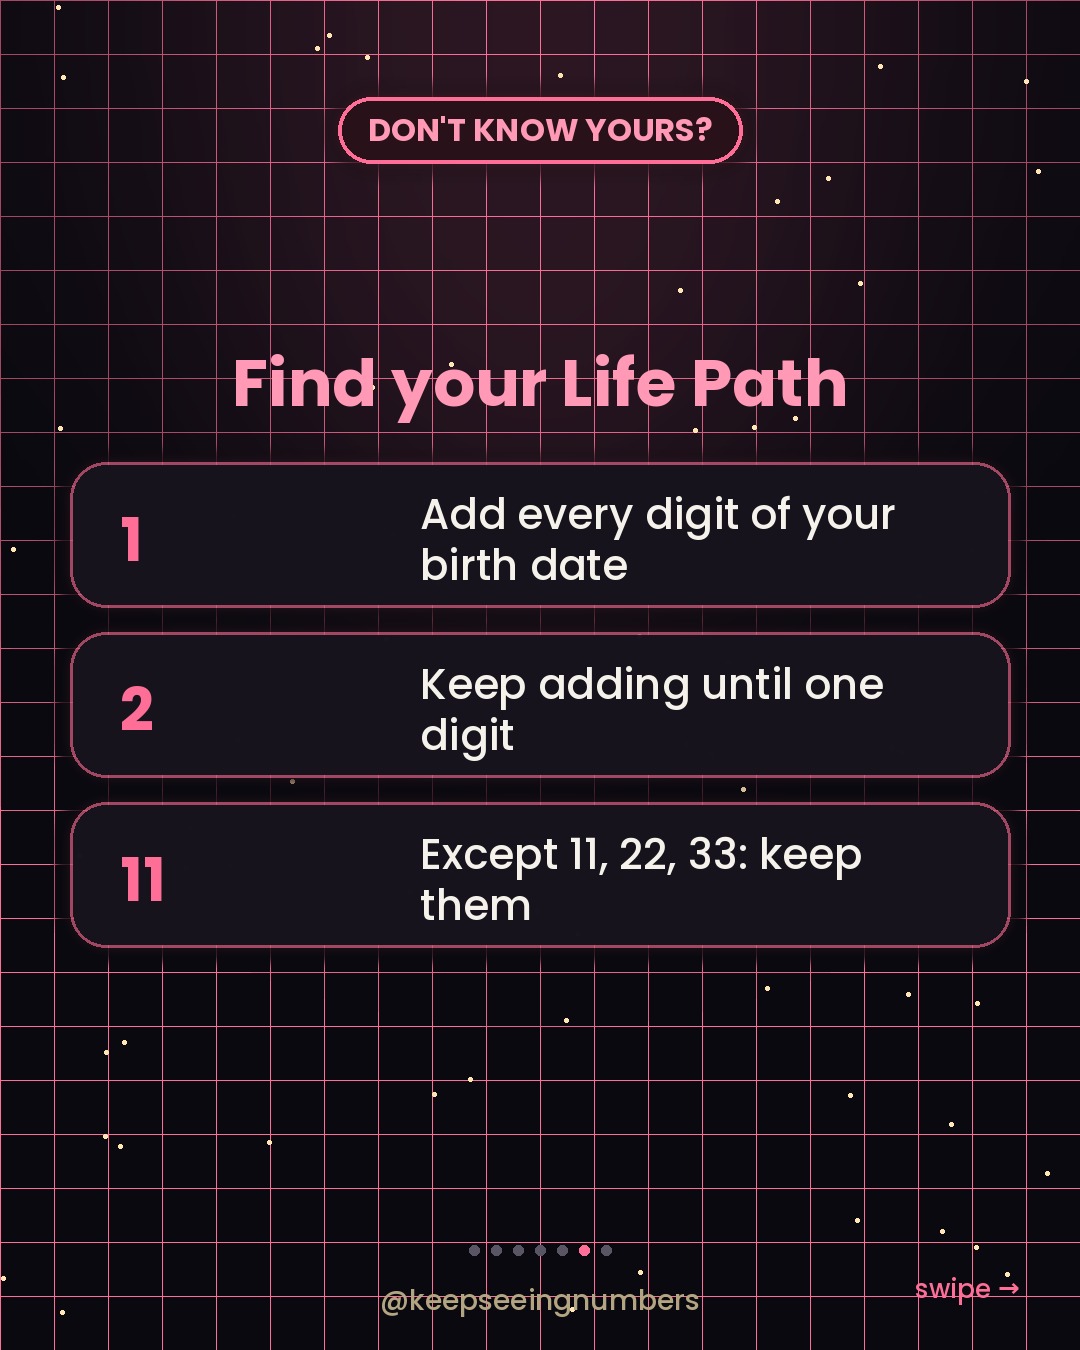 DON'T KNOW YOURS?
Find your Life Path
1
Add every digit of your
birth date
2
Keep adding until one
digit
11
Except 11, 22, 33: keep
them
@keepseeingnumbers
swipe →